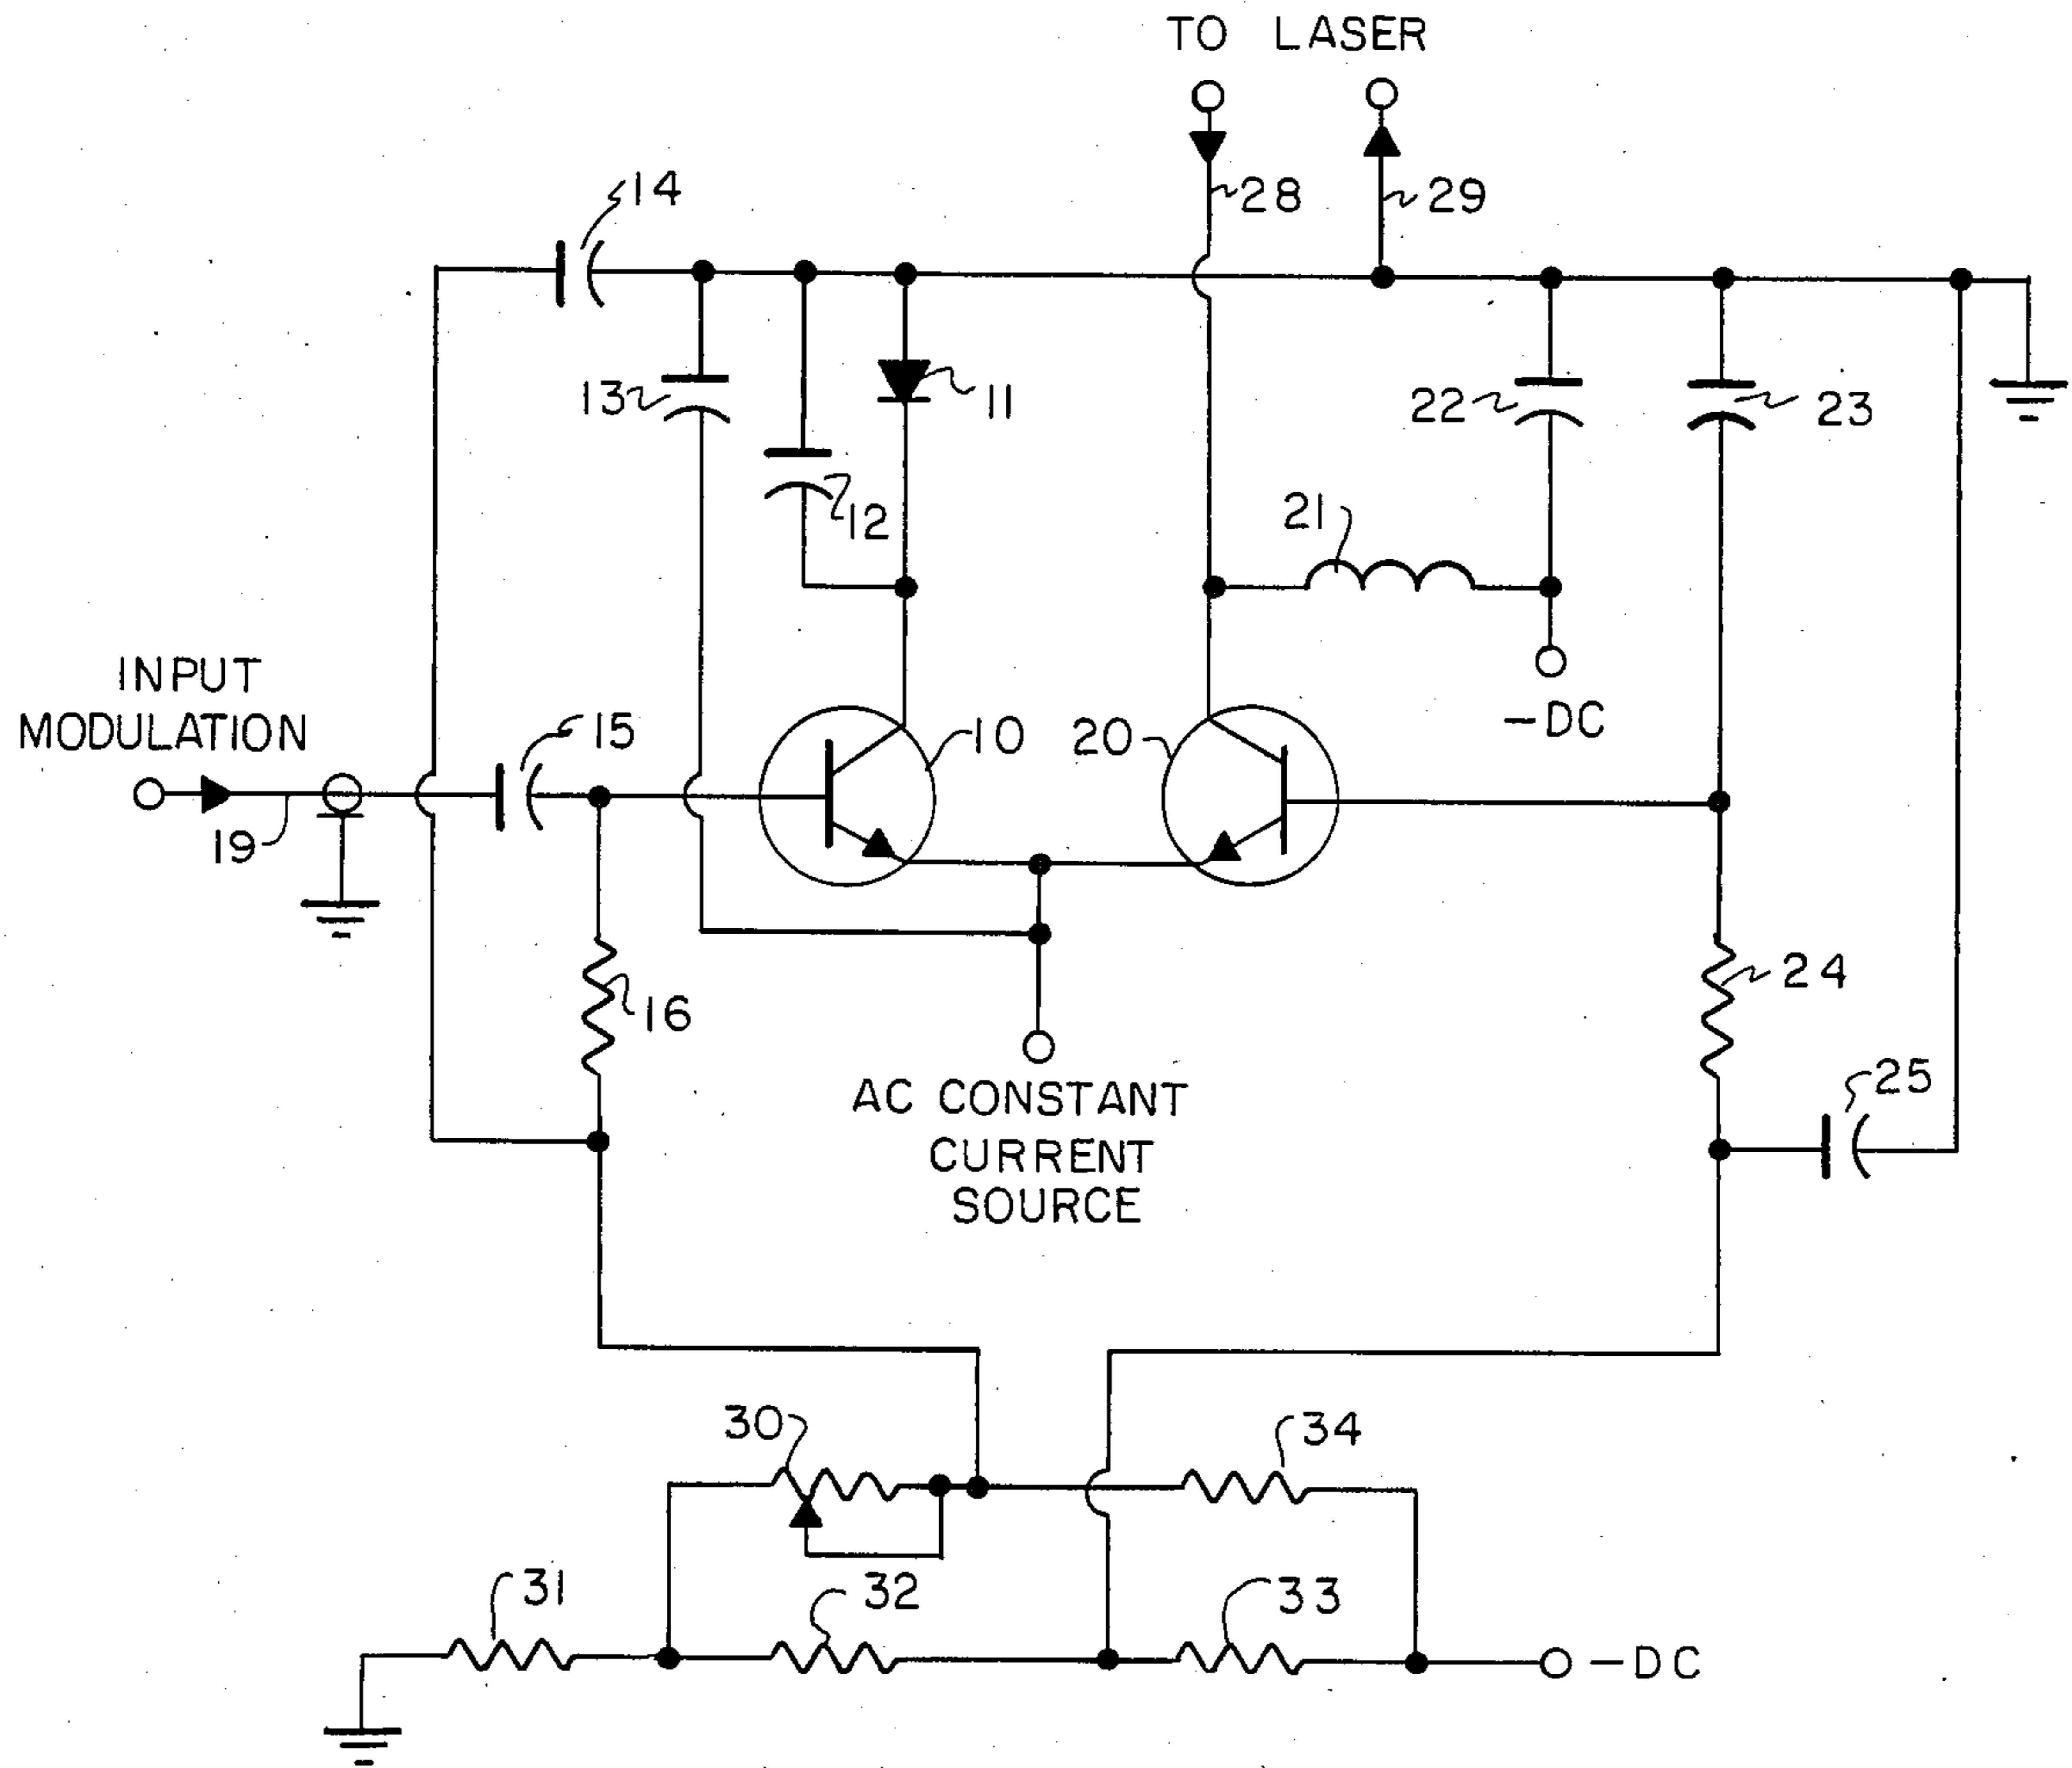 TO LASER
14
28
29
13
11
22
23
12
21
INPUT
MODULATION
15
10
20
-DC
19
16
24
25
AC CONSTANT
CURRENT
SOURCE
30
34
31
32
33
-DC